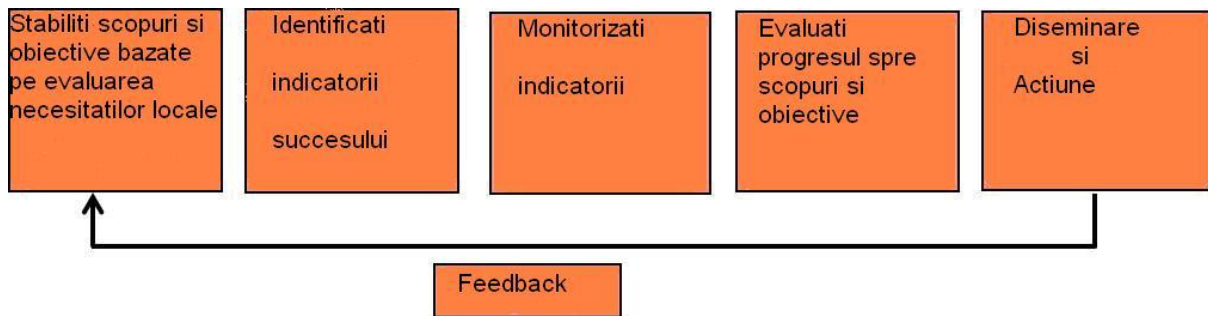 Stabiliti scopuri si
obiective bazate
pe evaluarea
necesitatilor locale
Identificati
indicatorii
succesului
Monitorizati
indicatorii
Evaluati
progresul spre
scopuri si
obiective
Diseminare
si
Actiune
Feedback